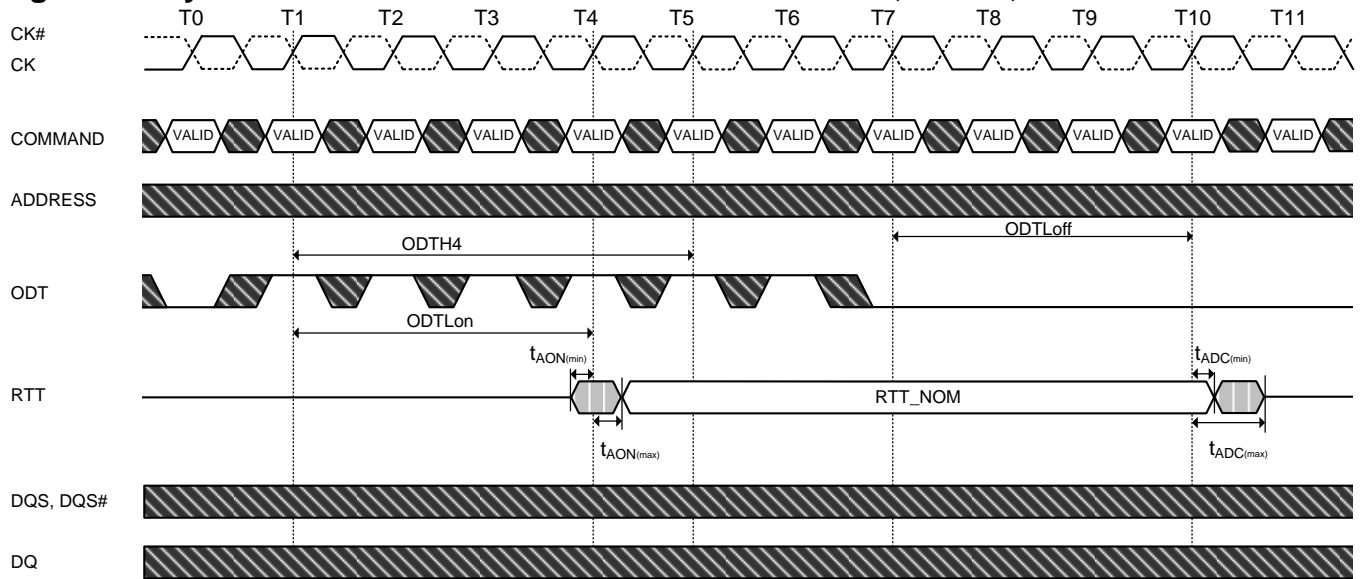 T0 T1 T2 T3 T4 T5 T6 T7 T8 T9 T10 T11
CK#
CK
COMMAND VALID VALID VALID VALID VALID VALID VALID VALID VALID VALID VALID VALID
ADDRESS
ODTLoff
ODTH4
ODT
ODTLon
tAON(min) tADC(min)
RTT RTT_NOM
tAON(max) tADC(max)
DQS, DQS#
DQ